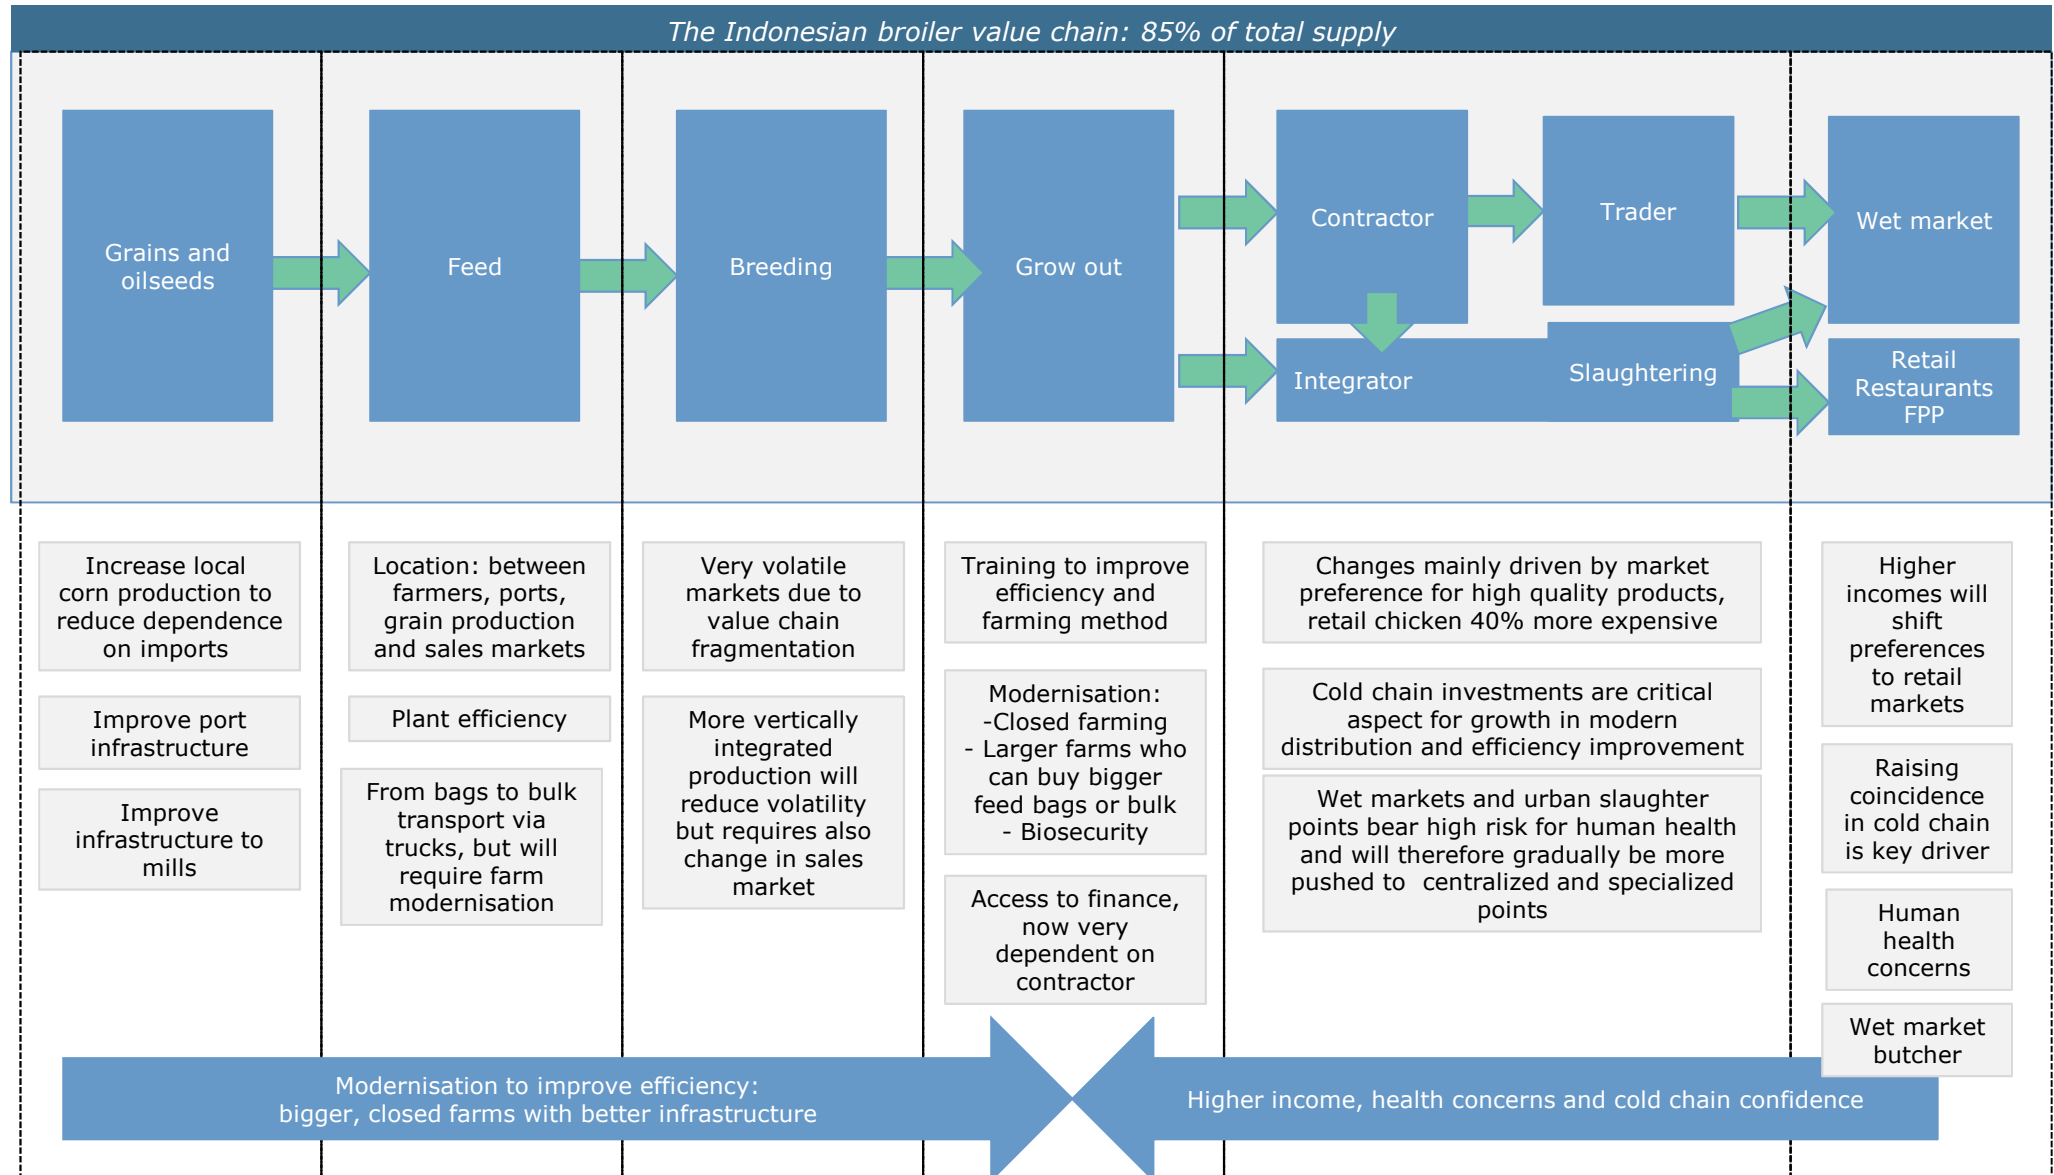 The Indonesian broiler value chain: 85% of total supply
Grains and
oilseeds
Feed
Breeding
Grow out
Contractor
Trader
Wet market
Integrator
Slaughtering
Retail
Restaurants
FPP
Increase local
corn production to
reduce dependence
on imports
Improve port
infrastructure
Improve
infrastructure to
mills
Location: between
farmers, ports,
grain production
and sales markets
Plant efficiency
From bags to bulk
transport via
trucks, but will
require farm
modernisation
Very volatile
markets due to
value chain
fragmentation
More vertically
integrated
production will
reduce volatility
but requires also
change in sales
market
Training to improve
efficiency and
farming method
Modernisation:
-Closed farming
- Larger farms who
can buy bigger
feed bags or bulk
- Biosecurity
Access to finance,
now very
dependent on
contractor
Changes mainly driven by market
preference for high quality products,
retail chicken 40% more expensive
Cold chain investments are critical
aspect for growth in modern
distribution and efficiency improvement
Wet markets and urban slaughter
points bear high risk for human health
and will therefore gradually be more
pushed to  centralized and specialized
points
Higher
incomes will
shift
preferences
to retail
markets
Raising
coincidence
in cold chain
is key driver
Human
health
concerns
Wet market
butcher
Modernisation to improve efficiency:
bigger, closed farms with better infrastructure
Higher income, health concerns and cold chain confidence